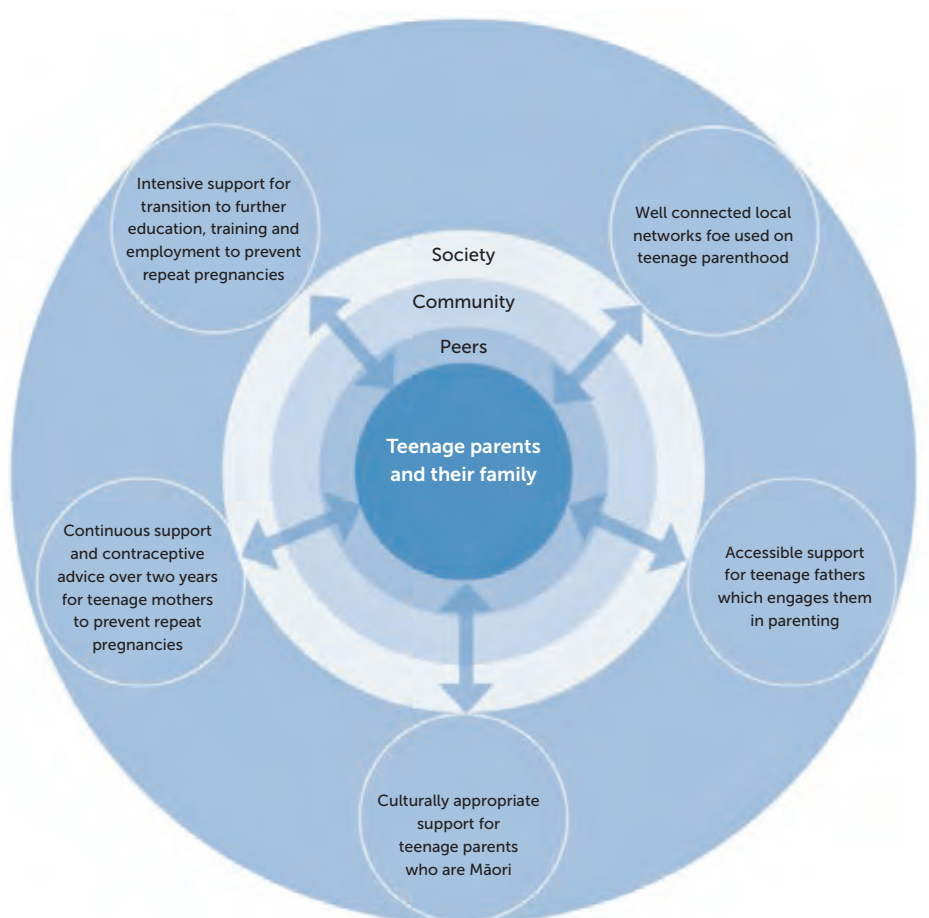 Intensive support for
transition to further
education, training and
employment to prevent
repeat pregnancies
Well connected local
networks foe used on
teenage parenthood
Society
Community
Peers
Teenage parents
and their family
Continuous support
and contraceptive
advice over two years
for teenage mothers
to prevent repeat
pregnancies
Accessible support
for teenage fathers
which engages them
in parenting
Culturally appropriate
support for
teenage parents
who are Māori